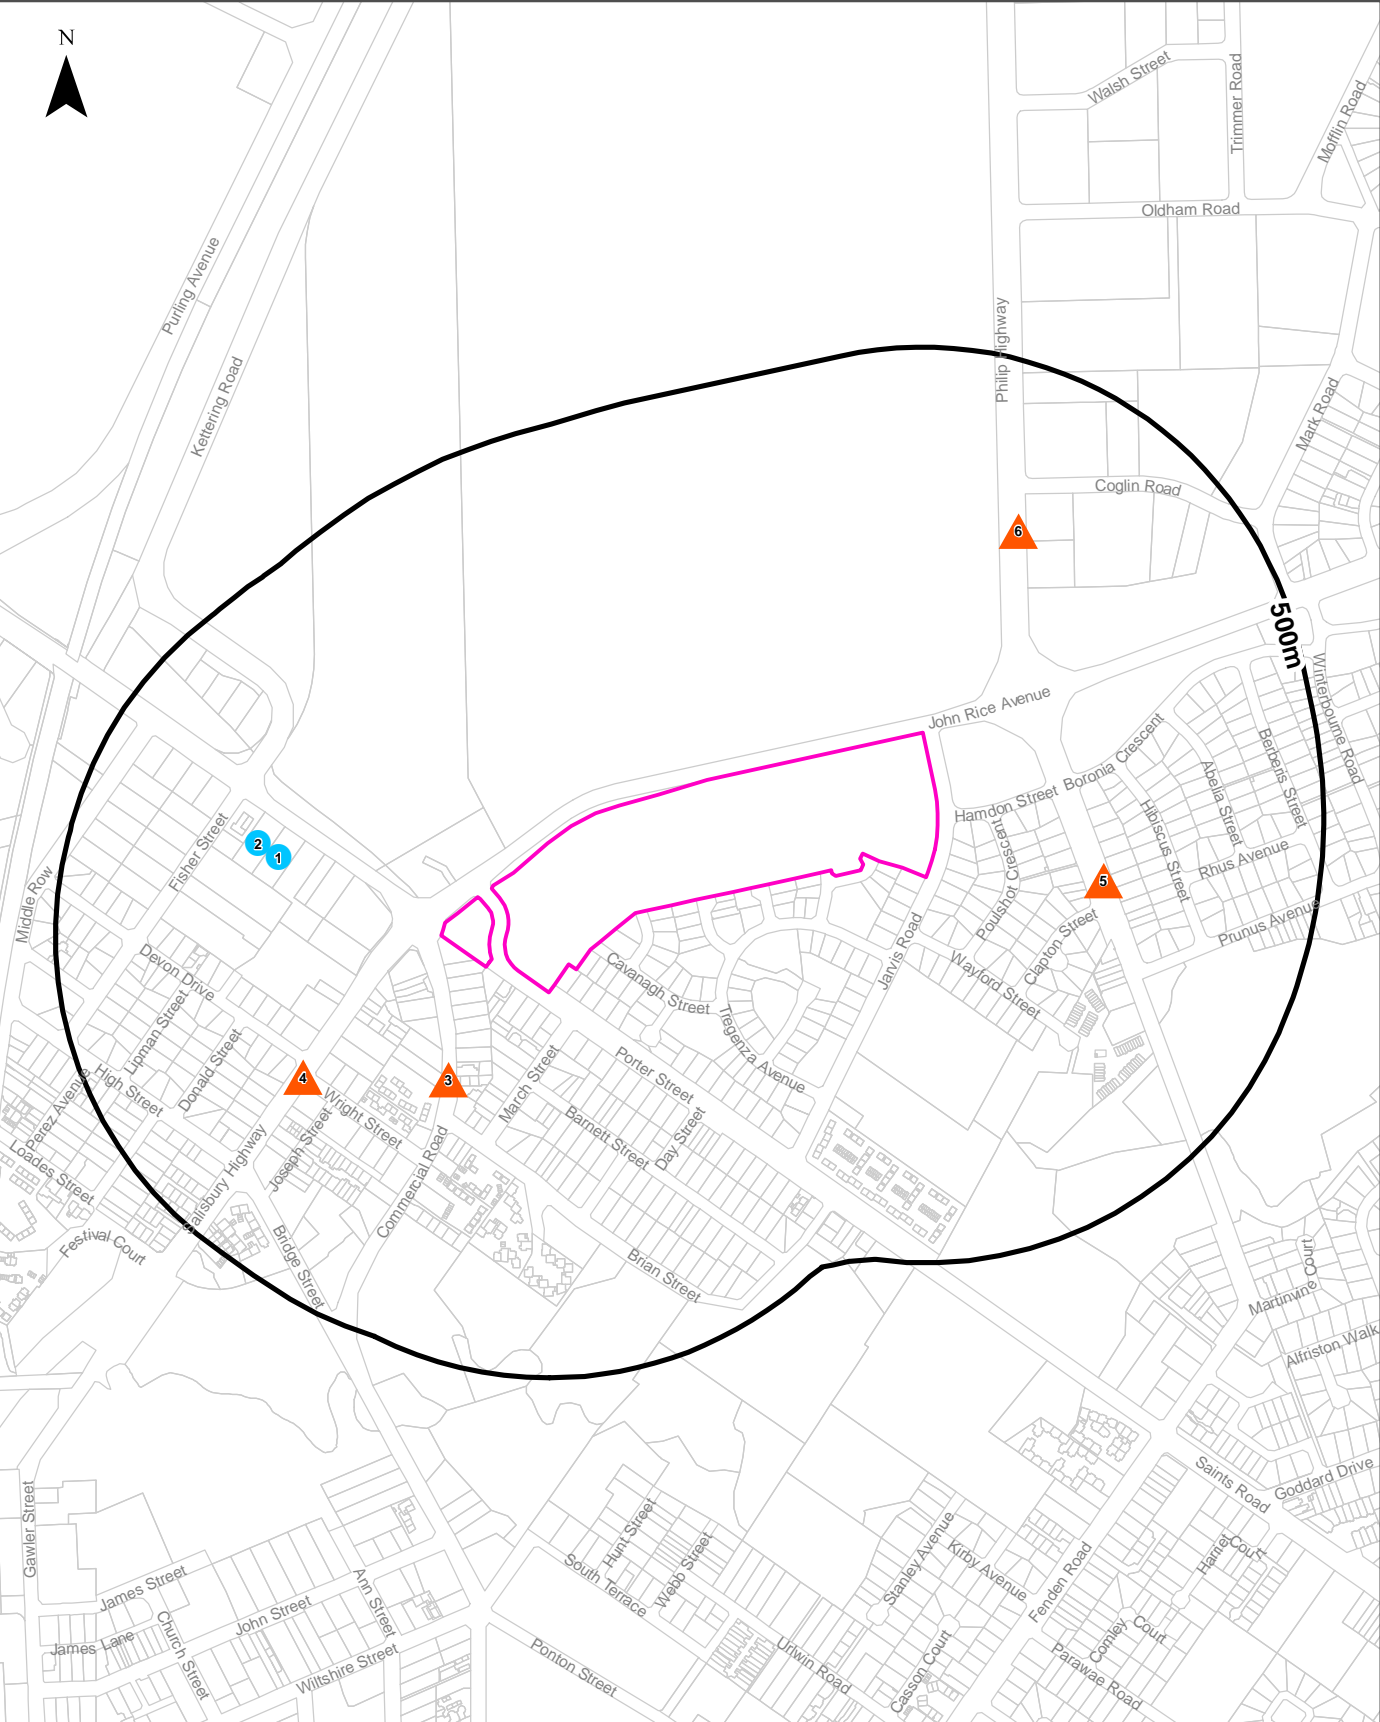 N
Walsh Street
Trimmer Road
Mofflin Road
Oldham Road
Purling Avenue
Philip Highway
Kettering Road
Mark Road
Coglin Road
6
500m
Winterbourne Road
John Rice Avenue
Boronia Crescent
Berberis Street
Abelia Street
Hamdon Street
Hibiscus Street
Fisher Street
2
1
Poulshot Crescent
Rhus Avenue
5
Middle Row
Prunus Avenue
Clapton Street
Jarvis Road
Wayford Street
Devon Drive
Cavanagh Street
Lipman Street
Tregenza Avenue
Donald Street
4
3
Porter Street
High Street
March Street
Perez Avenue
Wright Street
Joseph Street
Barnett Street
Day Street
Loades Street
Salisbury Highway
Commercial Road
Festival Court
Bridge Street
Brian Street
Martinvine Court
Alfriston Walk
Saints Road
Goddard Drive
Gawler Street
Hunt Street
Webb Street
South Terrace
Stanley Avenue
Kirby Avenue
Fenden Road
Harriet Court
James Street
Ann Street
John Street
Church Street
James Lane
Wiltshire Street
Ponton Street
Urlwin Road
Casson Court
Comley Court
Parawae Road